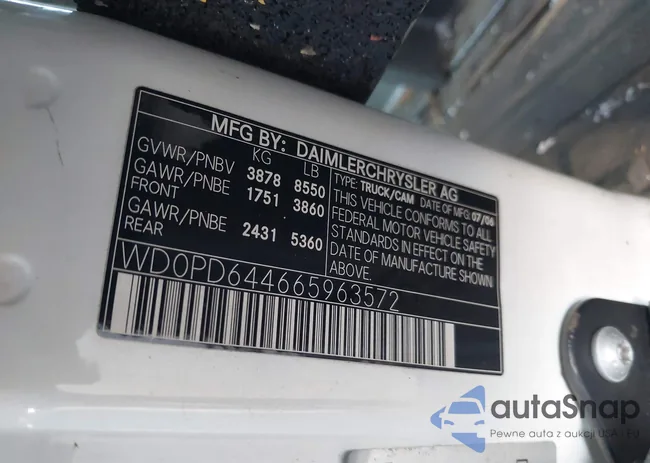 MFG BY: DAIMLERCHRYSLER AG
KG LB
GVWR/PNBV 3878 8550
GAWR/PNBE FRONT 1751 3860
GAWR/PNBE REAR 2431 5360
TYPE: TRUCK/CAM DATE OF MFG: 07/06
THIS VEHICLE CONFORMS TO ALL
FEDERAL MOTOR VEHICLE SAFETY
STANDARDS IN EFFECT ON THE
DATE OF MANUFACTURE SHOWN
ABOVE.
WD0PD644665963572
autoSnap
Pewne auta z aukcji USA - EU